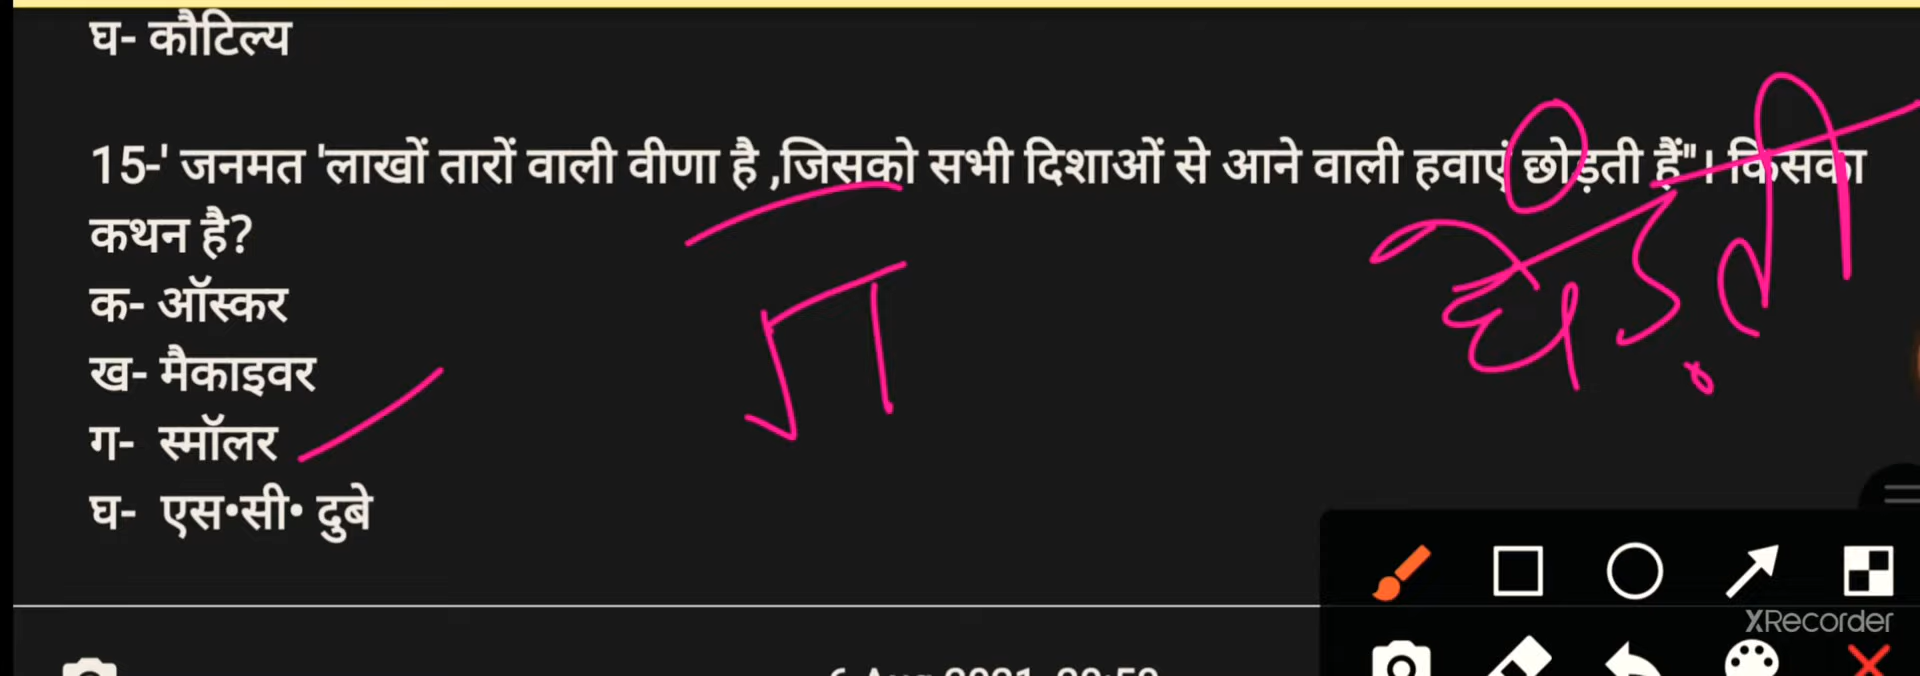 घ- कौटिल्य
15-' जनमत 'लाखों तारों वाली वीणा है ,जिसको सभी दिशाओं से आने वाली हवाएं छोड़ती हैं"। किसका
कथन है?
क- ऑस्कर
ख- मैकाइवर
ग- स्मॉलर
घ- एस•सी• दुबे
XRecorder